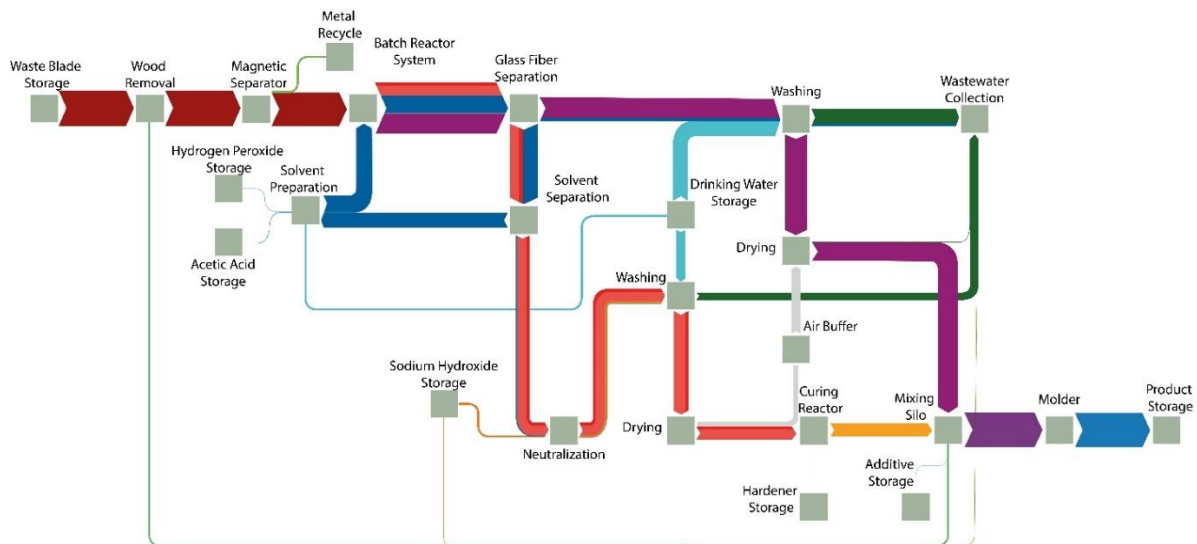 Metal
Recycle
Batch Reactor
System
Glass Fiber
Separation
Waste Blade
Storage
Wood
Removal
Magnetic
Separator
Washing
Wastewater
Collection
Hydrogen Peroxide
Storage
Solvent
Preparation
Solvent
Separation
Drinking Water
Storage
Acetic Acid
Storage
Drying
Washing
Air Buffer
Sodium Hydroxide
Storage
Neutralization
Drying
Curing
Reactor
Mixing
Silo
Molder
Product
Storage
Hardener
Storage
Additive
Storage